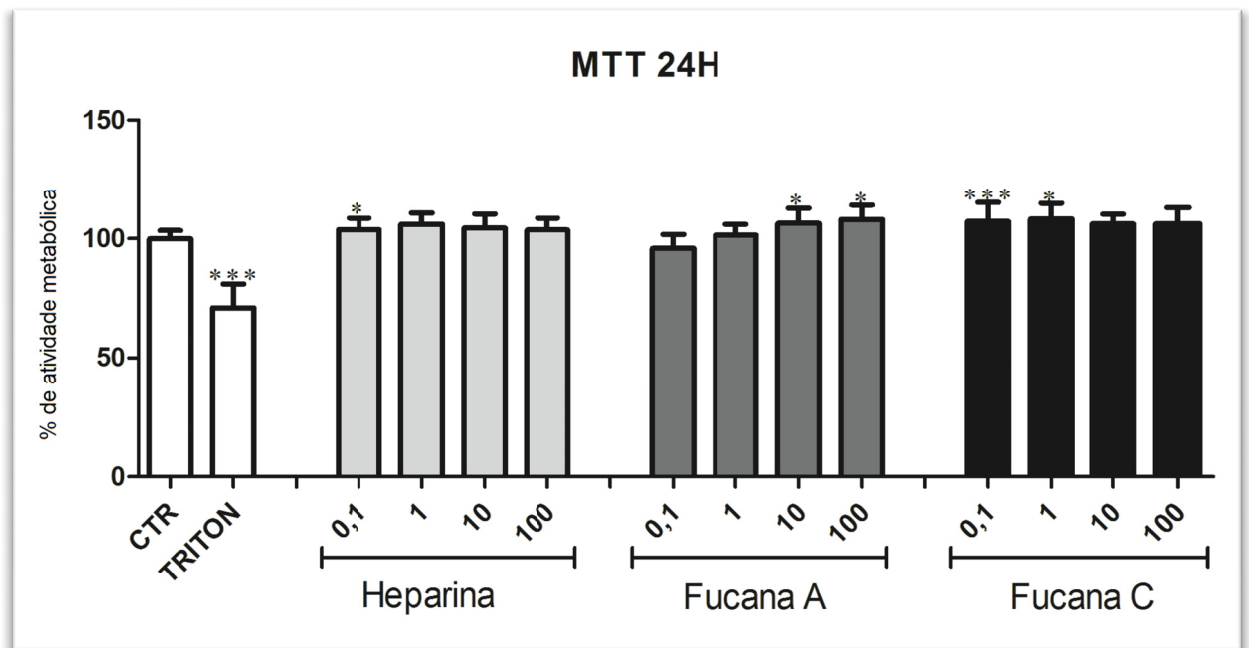 MTT 24H
% de atividade metabólica
150
100
50
0
*** 
* * *
*** *
CTR TRITON 0,1 1 10 100 0,1 1 10 100 0,1 1 10 100
Heparina Fucana A Fucana C